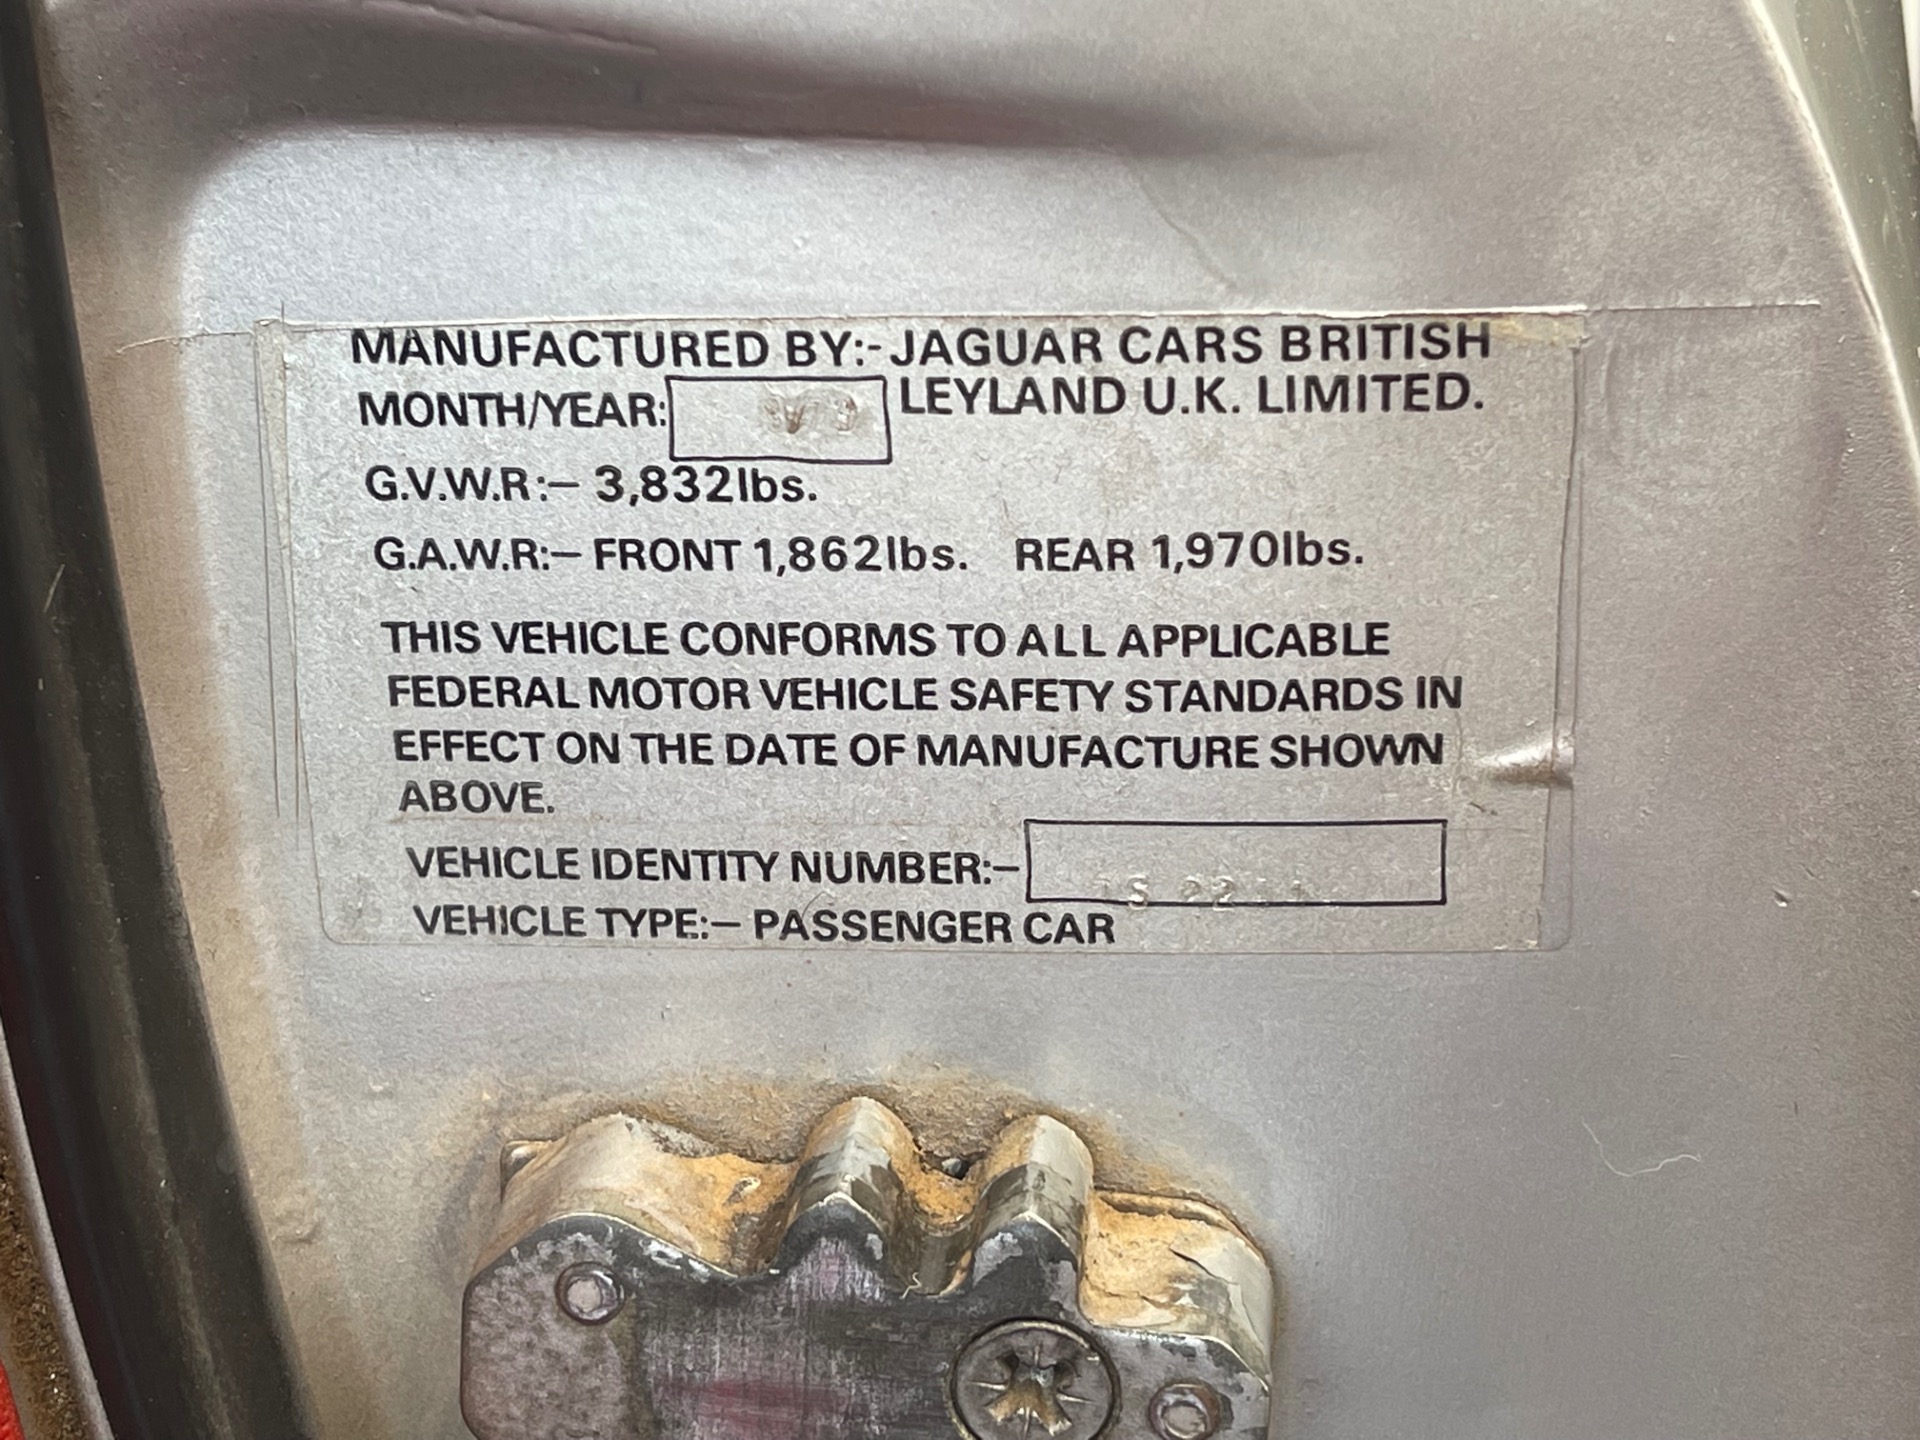 MANUFACTURED BY:- JAGUAR CARS BRITISH
LEYLAND U.K. LIMITED.
MONTH/YEAR:
G.V.W.R:– 3,832lbs.
G.A.W.R:– FRONT 1,862lbs. REAR 1,970lbs.
THIS VEHICLE CONFORMS TO ALL APPLICABLE
FEDERAL MOTOR VEHICLE SAFETY STANDARDS IN
EFFECT ON THE DATE OF MANUFACTURE SHOWN
ABOVE.
VEHICLE IDENTITY NUMBER:–
VEHICLE TYPE:– PASSENGER CAR